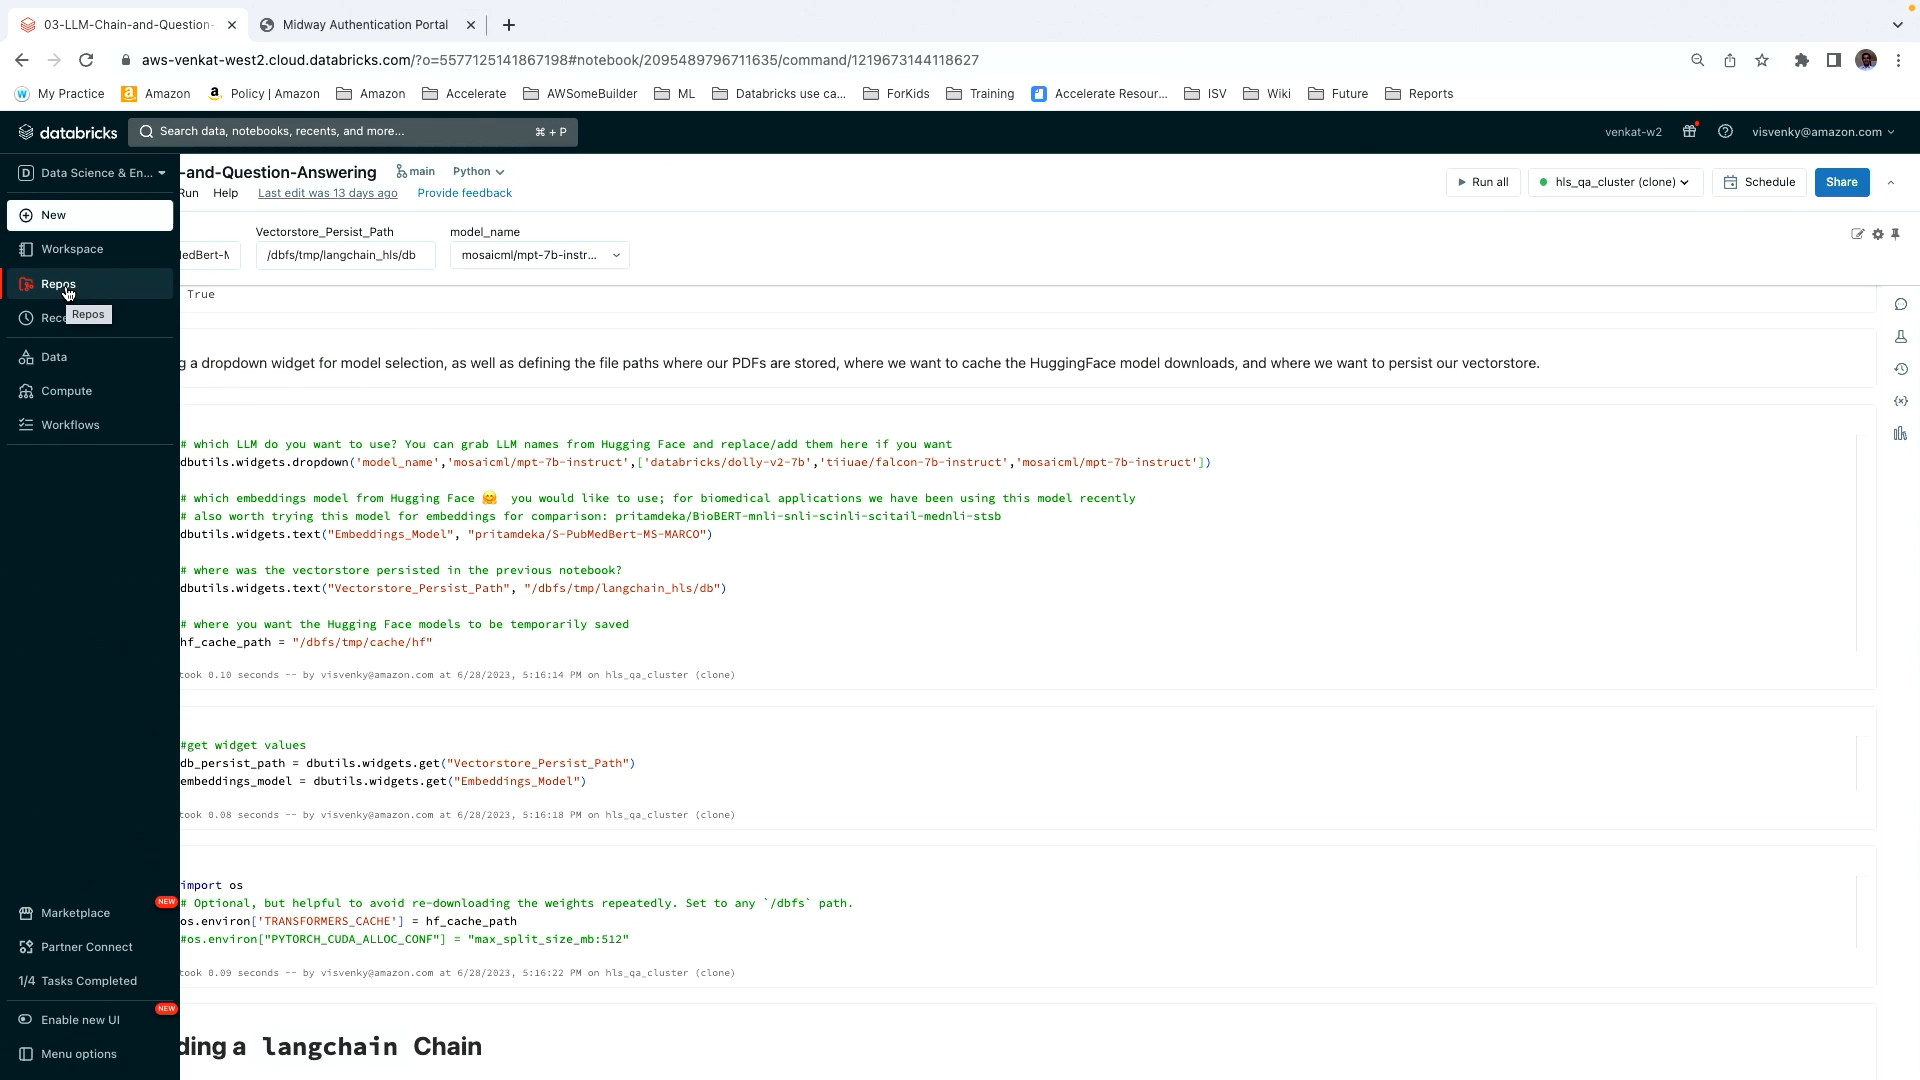 03-LLM-Chain-and-Question-
Midway Authentication Portal
aws-venkat-west2.cloud.databricks.com/?o=5577125141867198#notebook/2095489796711635/command/1219673144118627
My Practice
Amazon
Policy | Amazon
Amazon
Accelerate
AWSomeBuilder
ML
Databricks use ca...
ForKids
Training
Accelerate Resour...
ISV
Wiki
Future
Reports
databricks
Search data, notebooks, recents, and more...
⌘ + P
venkat-w2
visvenky@amazon.com
D Data Science & En...
New
Workspace
Repos
Rece
Repos
Data
Compute
Workflows
Marketplace
NEW
Partner Connect
1/4 Tasks Completed
Enable new UI
NEW
Menu options
-and-Question-Answering
main
Python
Run
Help
Last edit was 13 days ago
Provide feedback
Run all
hls_qa_cluster (clone)
Schedule
Share
Vectorstore_Persist_Path
model_name
edBert-M
/dbfs/tmp/langchain_hls/db
mosaicml/mpt-7b-instr...
True
g a dropdown widget for model selection, as well as defining the file paths where our PDFs are stored, where we want to cache the HuggingFace model downloads, and where we want to persist our vectorstore.
# which LLM do you want to use? You can grab LLM names from Hugging Face and replace/add them here if you want
dbutils.widgets.dropdown('model_name','mosaicml/mpt-7b-instruct',['databricks/dolly-v2-7b','tiiuae/falcon-7b-instruct','mosaicml/mpt-7b-instruct'])
# which embeddings model from Hugging Face 🤗 you would like to use; for biomedical applications we have been using this model recently
# also worth trying this model for embeddings for comparison: pritamdeka/BioBERT-mnli-snli-scinli-scitail-mednli-stsb
dbutils.widgets.text("Embeddings_Model", "pritamdeka/S-PubMedBert-MS-MARCO")
# where was the vectorstore persisted in the previous notebook?
dbutils.widgets.text("Vectorstore_Persist_Path", "/dbfs/tmp/langchain_hls/db")
# where you want the Hugging Face models to be temporarily saved
hf_cache_path = "/dbfs/tmp/cache/hf"
took 0.10 seconds -- by visvenky@amazon.com at 6/28/2023, 5:16:14 PM on hls_qa_cluster (clone)
#get widget values
db_persist_path = dbutils.widgets.get("Vectorstore_Persist_Path")
embeddings_model = dbutils.widgets.get("Embeddings_Model")
took 0.08 seconds -- by visvenky@amazon.com at 6/28/2023, 5:16:18 PM on hls_qa_cluster (clone)
import os
# Optional, but helpful to avoid re-downloading the weights repeatedly. Set to any `/dbfs` path.
os.environ['TRANSFORMERS_CACHE'] = hf_cache_path
#os.environ["PYTORCH_CUDA_ALLOC_CONF"] = "max_split_size_mb:512"
took 0.09 seconds -- by visvenky@amazon.com at 6/28/2023, 5:16:22 PM on hls_qa_cluster (clone)
ding a langchain Chain